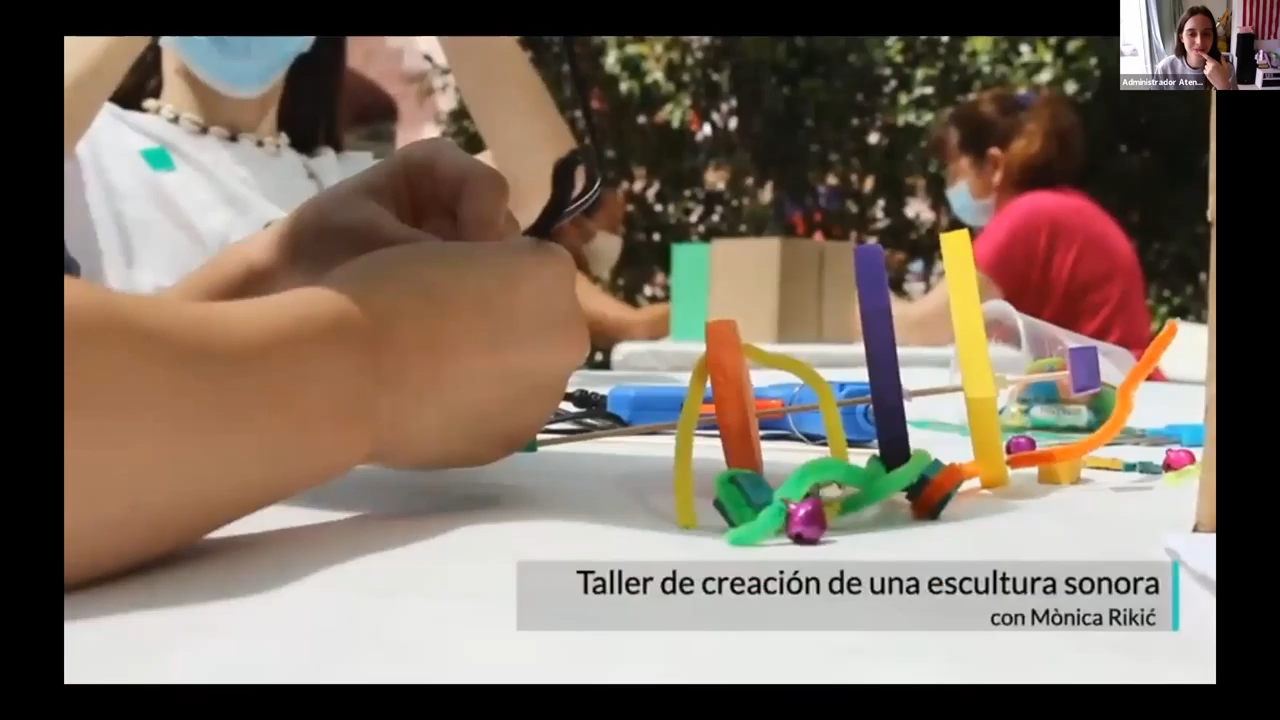 Administrador Aten...
Taller de creación de una escultura sonora
con Mònica Rikić